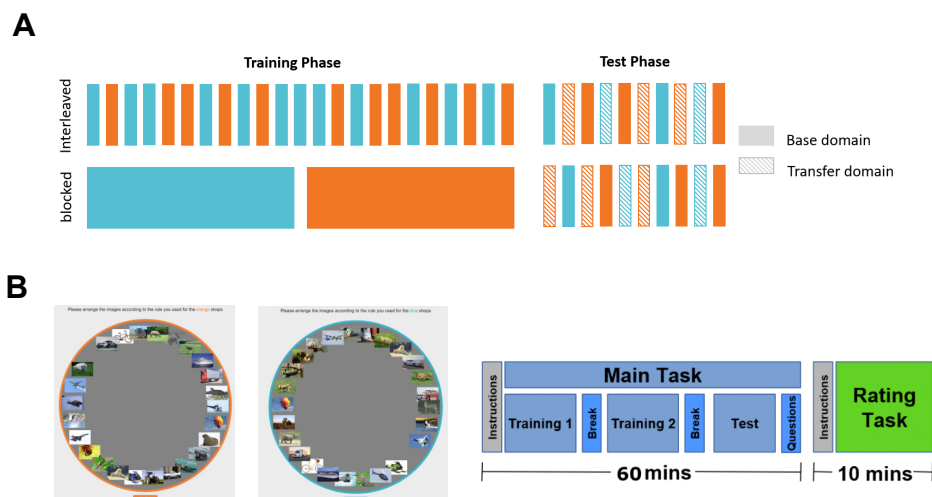 A
Training Phase
Test Phase
Interleaved
blocked
Base domain
Transfer domain
B
Please arrange the images according to the rule you used for the orange shops
Please arrange the images according to the rule you used for the blue shops
Instructions
Main Task
Training 1
Break
Training 2
Break
Test
Questions
60 mins
Instructions
Rating
Task
10 mins